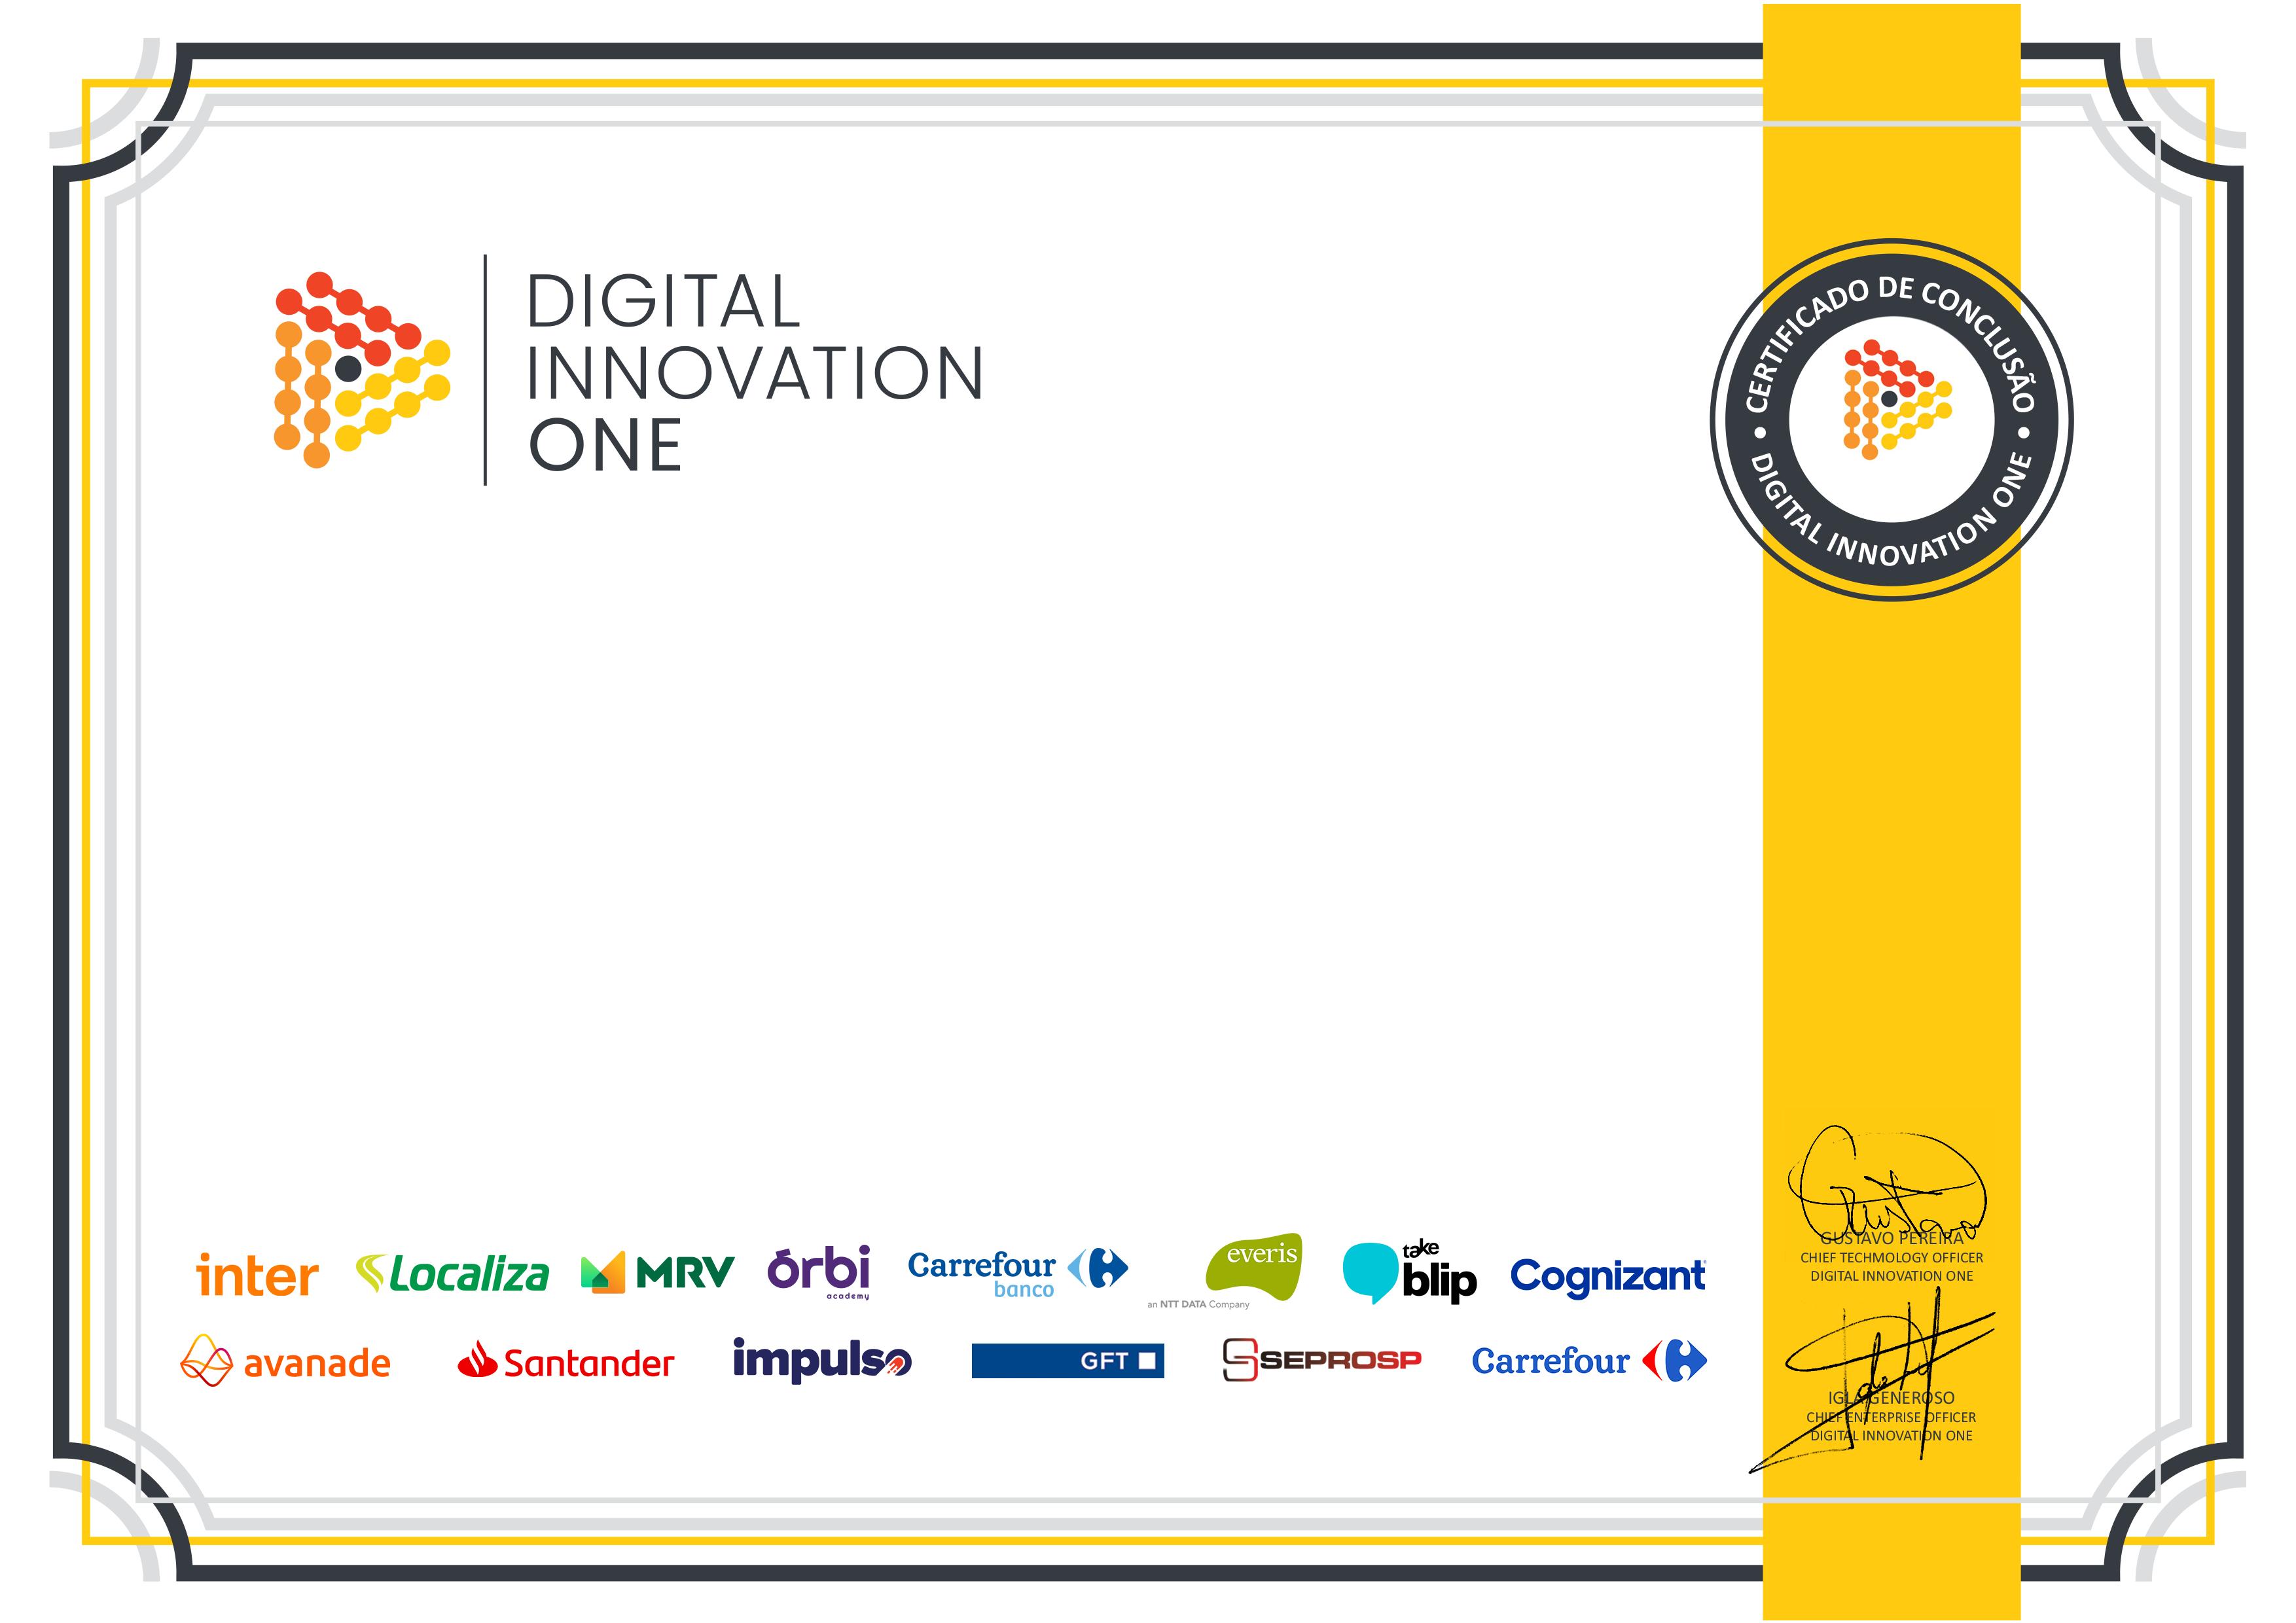 DIGITAL
INNOVATION
ONE
CERTIFICADO DE CONCLUSÃO
DIGITAL INNOVATION ONE
inter
Localiza
MRV
órbi
academy
Carrefour
banco
everis
an NTT DATA Company
take
blip
Cognizant
avanade
Santander
impulso
GFT
SEPROSP
Carrefour
GUSTAVO PEREIRA
CHIEF TECHMOLOGY OFFICER
DIGITAL INNOVATION ONE
IGLA GENEROSO
CHIEF ENTERPRISE OFFICER
DIGITAL INNOVATION ONE